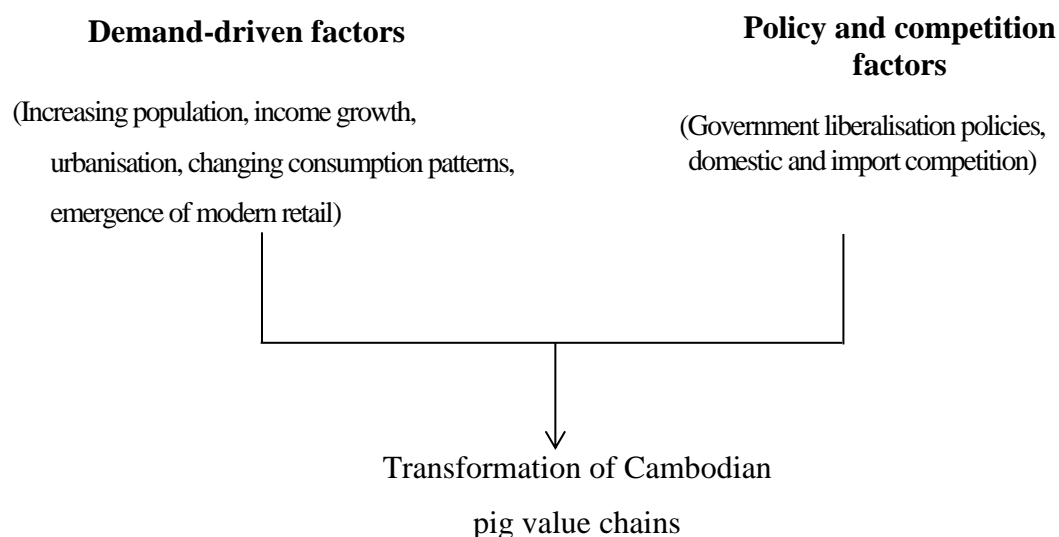 Demand-driven factors
(Increasing population, income growth,
urbanisation, changing consumption patterns,
emergence of modern retail)
Policy and competition
factors
(Government liberalisation policies,
domestic and import competition)
Transformation of Cambodian
pig value chains